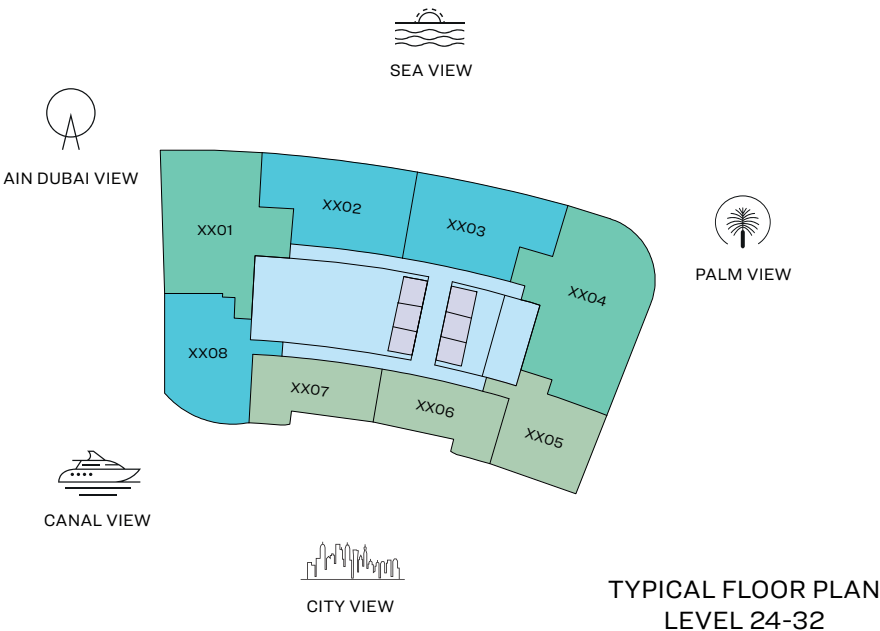 SEA VIEW
AIN DUBAI VIEW
PALM VIEW
XX01
XX02
XX03
XX04
XX08
XX07
XX06
XX05
CANAL VIEW
CITY VIEW
TYPICAL FLOOR PLAN
LEVEL 24-32